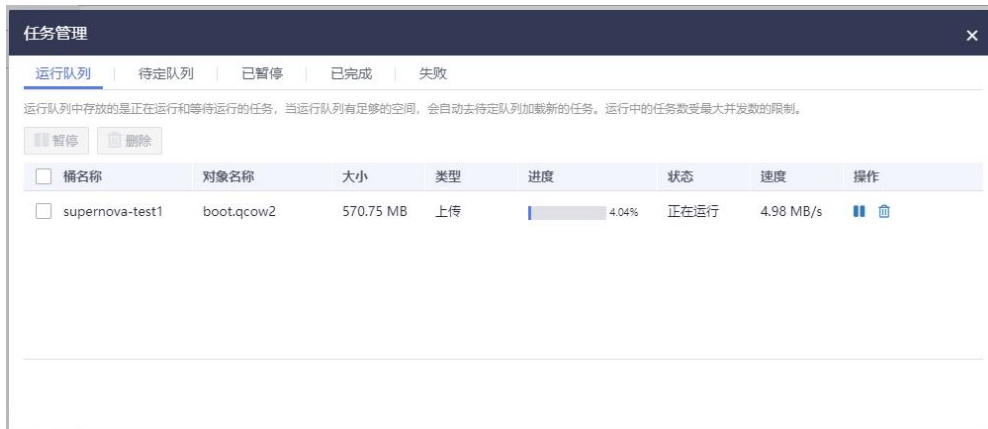 任务管理
运行队列 待定队列 已暂停 已完成 失败
运行队列中存放的是正在运行和等待运行的任务，当运行队列有足够的空间，会自动去待定队列加载新的任务。运行中的任务数受最大并发数的限制。
暂停 删除
桶名称 对象名称 大小 类型 进度 状态 速度 操作
supernova-test1 boot.qcow2 570.75 MB 上传 4.04% 正在运行 4.98 MB/s